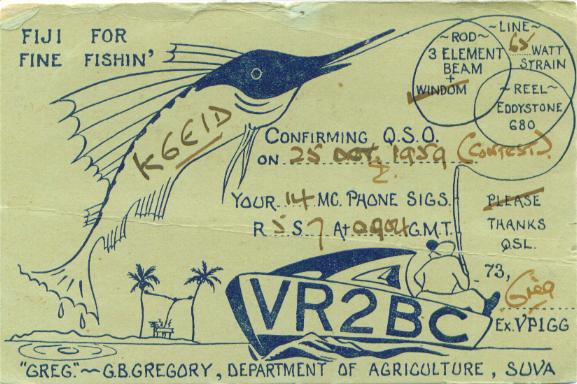 FIJI FOR
FINE FISHIN'
~ROD~
3 ELEMENT
BEAM
+
WINDOM
~LINE~
65 WATT
STRAIN
~REEL~
EDDYSTONE
680
K6EID
CONFIRMING Q.S.O.
ON 25 OCT. 1959 (CONTEST).
YOUR 14 MC. PHONE SIGS.
R 5 S. 7 AT 0904 G.M.T.
PLEASE
THANKS
QSL.
73,
Greg
EX. VP1GG
VR2BC
"GREG." ~ G.B.GREGORY, DEPARTMENT OF AGRICULTURE, SUVA